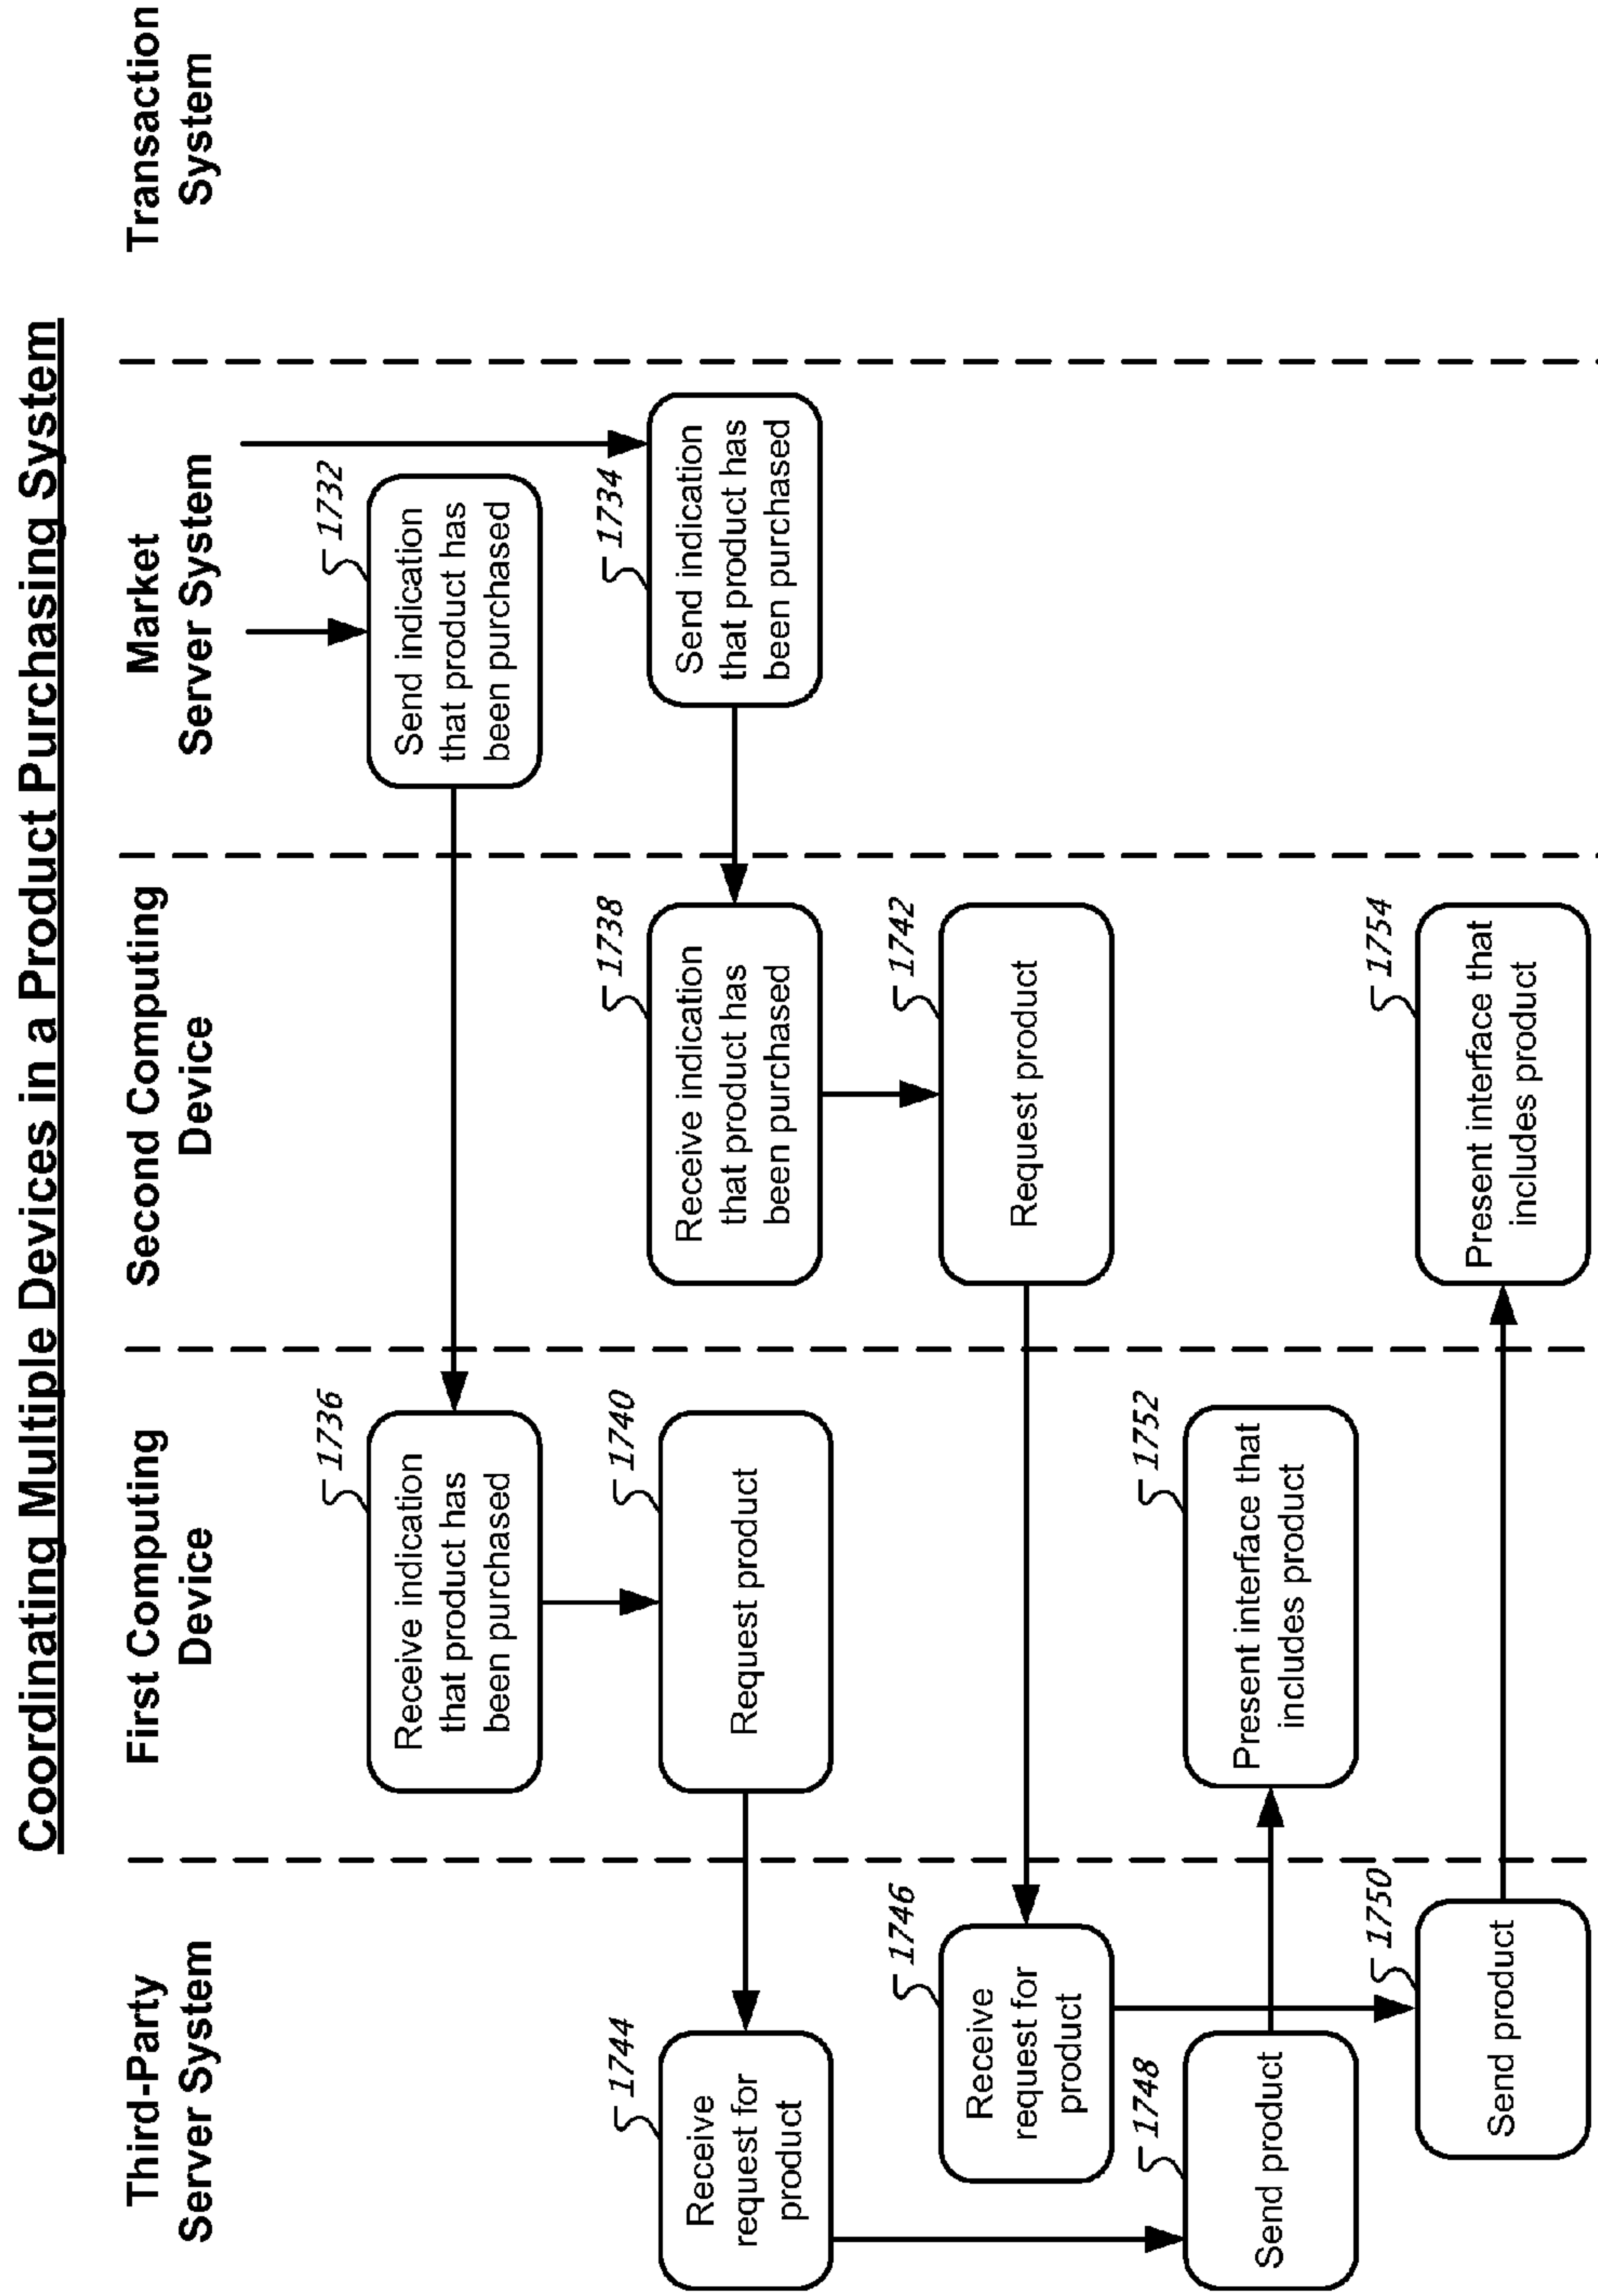 Coordinating Multiple Devices in a Product Purchasing System
Third-Party
Server System
First Computing
Device
Second Computing
Device
Market
Server System
Transaction
System
1732
Send indication
that product has
been purchased
1736
Receive indication
that product has
been purchased
1734
Send indication
that product has
been purchased
1738
Receive indication
that product has
been purchased
1740
Request product
1744
Receive
request for
product
1742
Request product
1746
Receive
request for
product
1748
Send product
1752
Present interface that
includes product
1750
Send product
1754
Present interface that
includes product